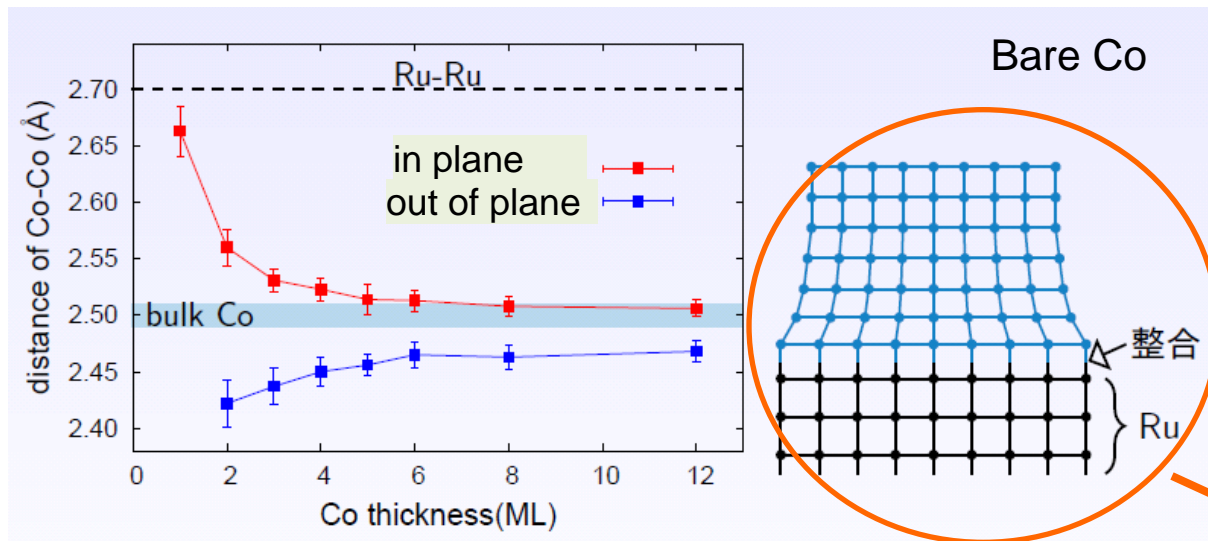 Bare Co
Ru-Ru
2.70
2.65
2.60
2.55
2.50
2.45
2.40
distance of Co-Co (Å)
in plane
out of plane
bulk Co
0
2
4
6
8
10
12
Co thickness(ML)
整合
Ru